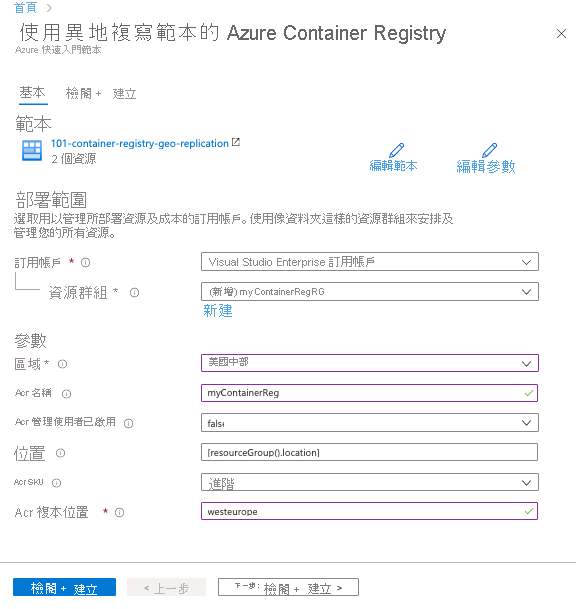 首頁 >
使用異地複寫範本的 Azure Container Registry
Azure 快速入門範本
基本 檢閱 + 建立
範本
101-container-registry-geo-replication
2 個資源
編輯範本 編輯參數
部署範圍
選取用以管理所部署資源及成本的訂用帳戶。使用像資料夾這樣的資源群組來安排及
管理您的所有資源。
訂用帳戶 * Visual Studio Enterprise 訂用帳戶
資源群組 * (新增) myContainerRegRG
新建
參數
區域 * 美國中部
Acr 名稱 myContainerReg
Acr 管理使用者已啟用 false
位置 [resourceGroup().location]
Acr SKU 進階
Acr 複本位置 * westeurope
檢閱 + 建立 < 上一步 下一步: 檢閱 + 建立 >